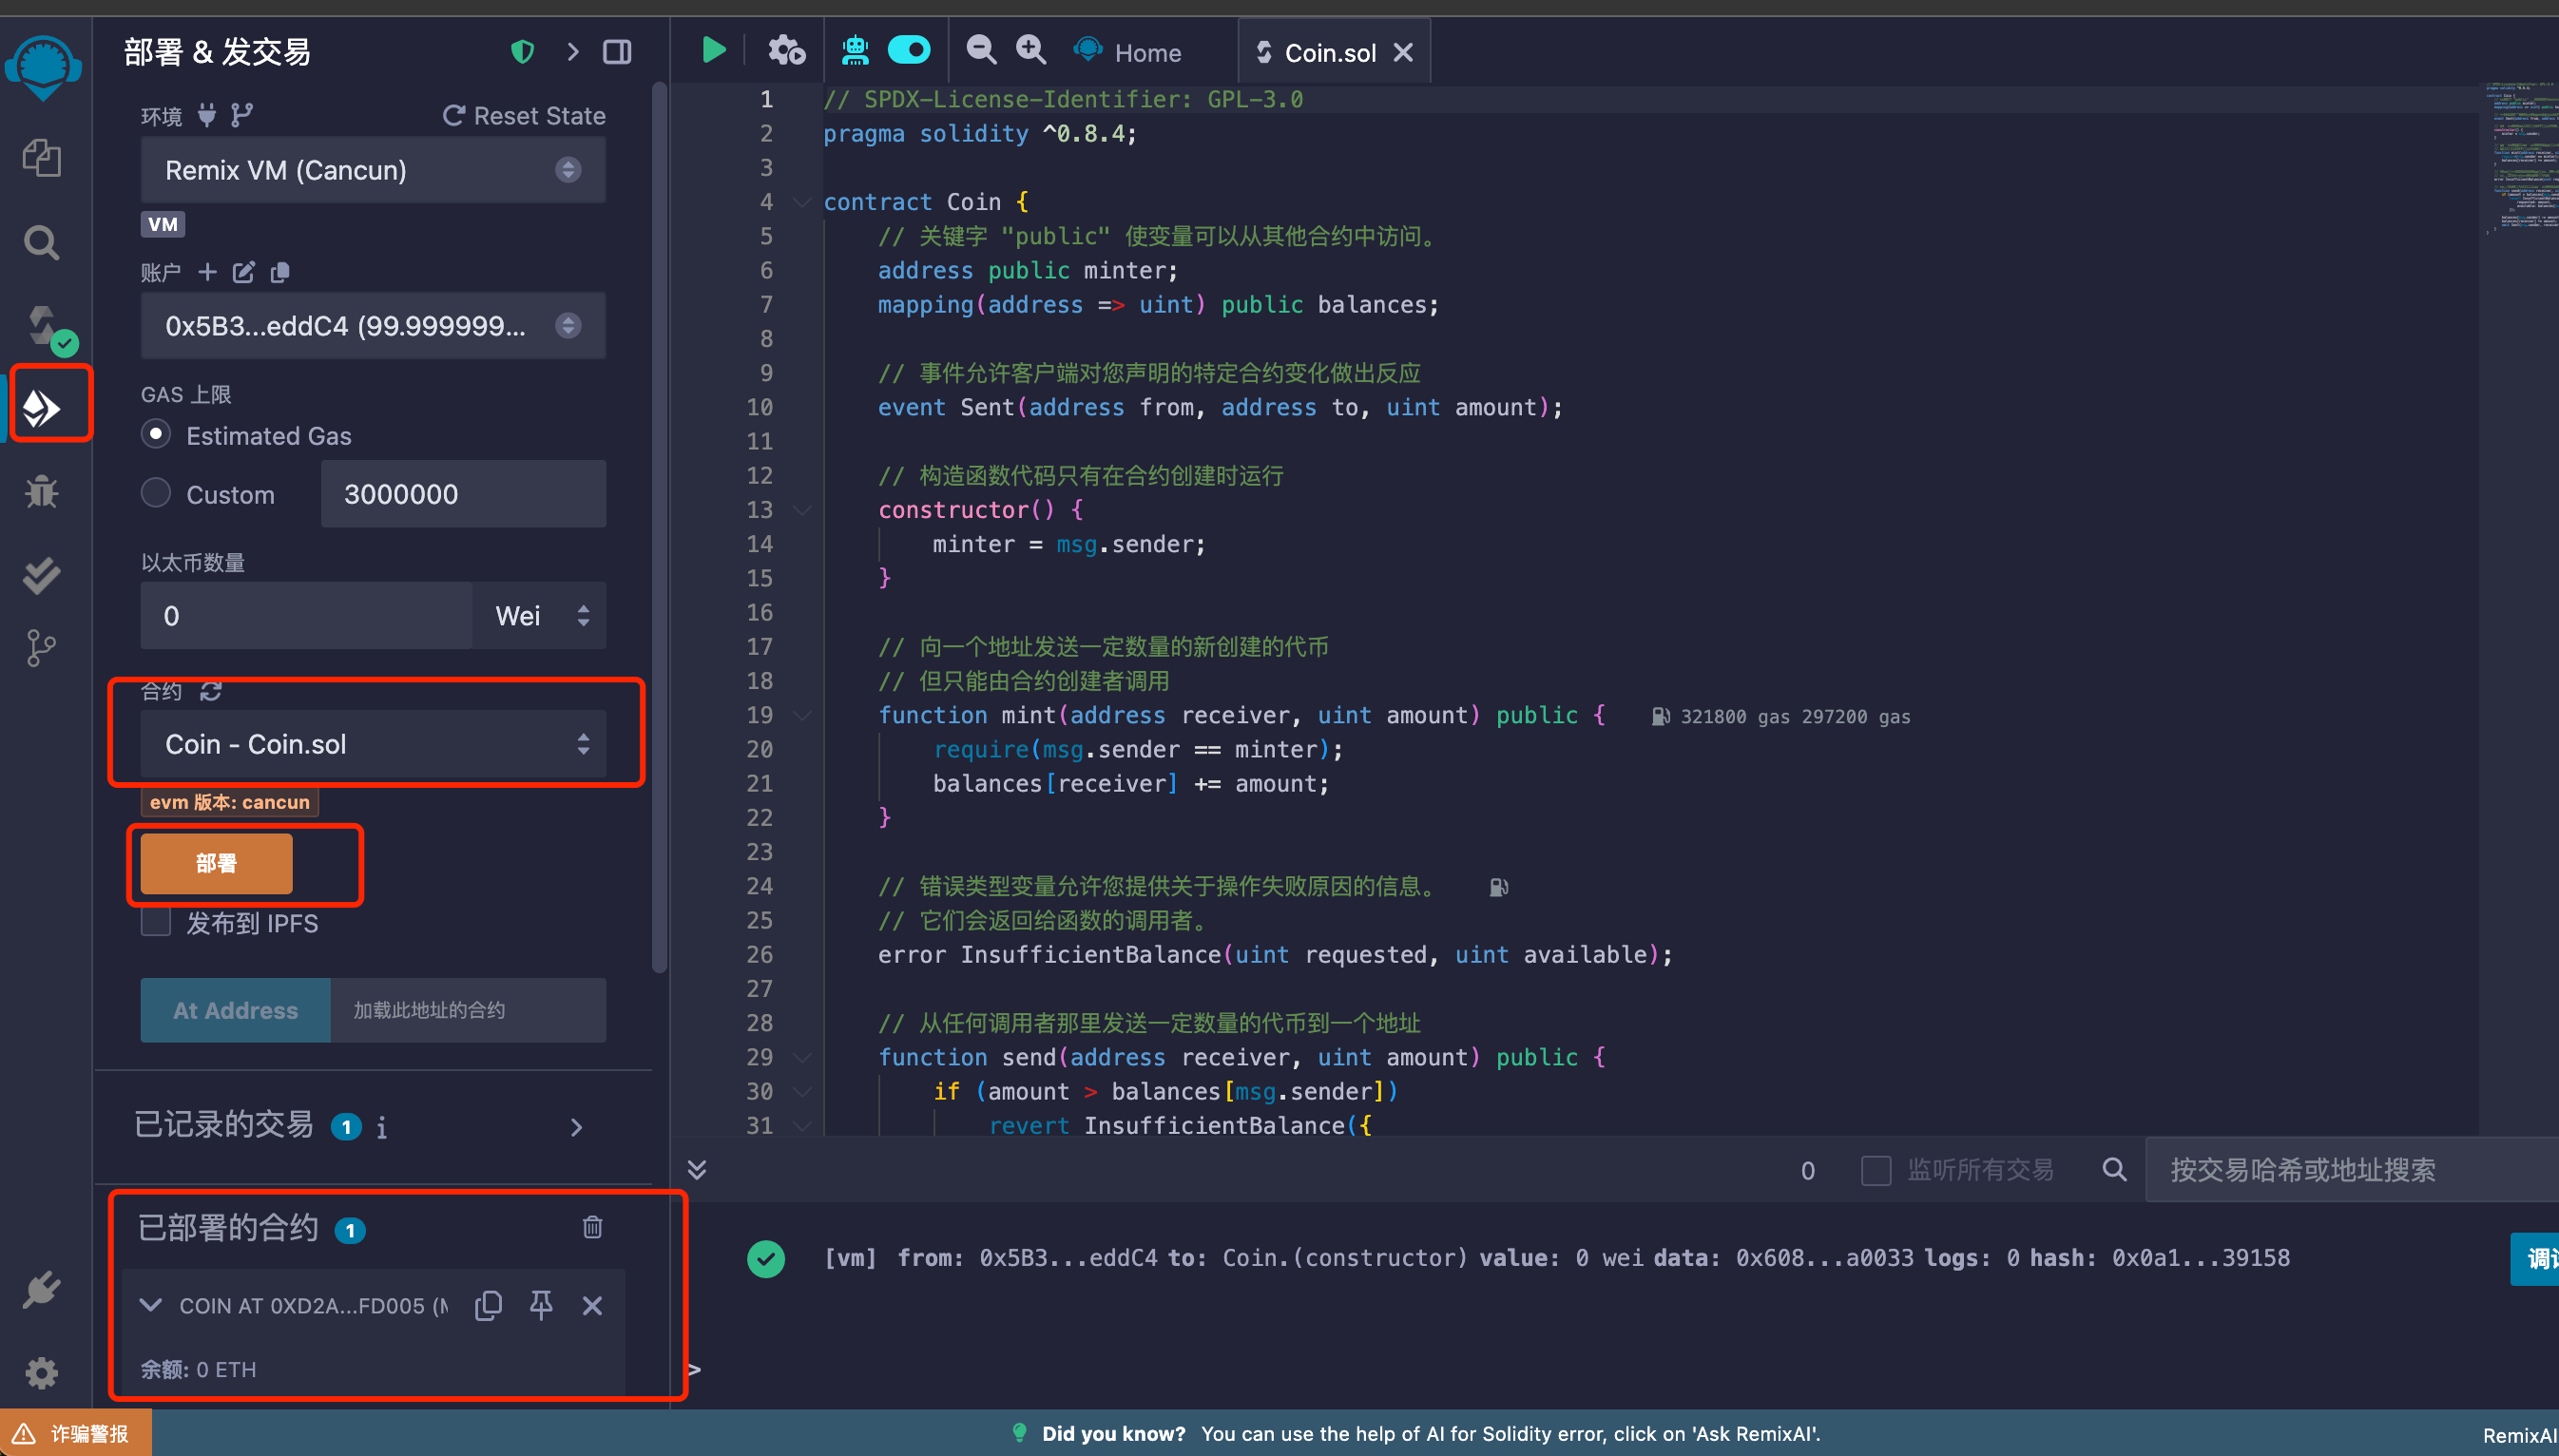 部署 & 发交易
环境
Reset State
Remix VM (Cancun)
VM
账户
0x5B3...eddC4 (99.999999...
GAS 上限
Estimated Gas
Custom
3000000
以太币数量
0
Wei
合约
Coin - Coin.sol
evm 版本: cancun
部署
发布到 IPFS
At Address
加载此地址的合约
已记录的交易 1 i
已部署的合约 1
COIN AT 0XD2A...FD005 (
余额: 0 ETH
诈骗警报
Home
Coin.sol
1 // SPDX-License-Identifier: GPL-3.0
2 pragma solidity ^0.8.4;
3
4 contract Coin {
5 // 关键字 "public" 使变量可以从其他合约中访问。
6 address public minter;
7 mapping(address => uint) public balances;
8
9 // 事件允许客户端对您声明的特定合约变化做出反应
10 event Sent(address from, address to, uint amount);
11
12 // 构造函数代码只有在合约创建时运行
13 constructor() {
14 minter = msg.sender;
15 }
16
17 // 向一个地址发送一定数量的新创建的代币
18 // 但只能由合约创建者调用
19 function mint(address receiver, uint amount) public { 321800 gas 297200 gas
20 require(msg.sender == minter);
21 balances[receiver] += amount;
22 }
23
24 // 错误类型变量允许您提供关于操作失败原因的信息。
25 // 它们会返回给函数的调用者。
26 error InsufficientBalance(uint requested, uint available);
27
28 // 从任何调用者那里发送一定数量的代币到一个地址
29 function send(address receiver, uint amount) public {
30 if (amount > balances[msg.sender])
31 revert InsufficientBalance({
0
监听所有交易
按交易哈希或地址搜索
[vm] from: 0x5B3...eddC4 to: Coin.(constructor) value: 0 wei data: 0x608...a0033 logs: 0 hash: 0x0a1...39158
调
>
Did you know? You can use the help of AI for Solidity error, click on 'Ask RemixAI'.
RemixAI